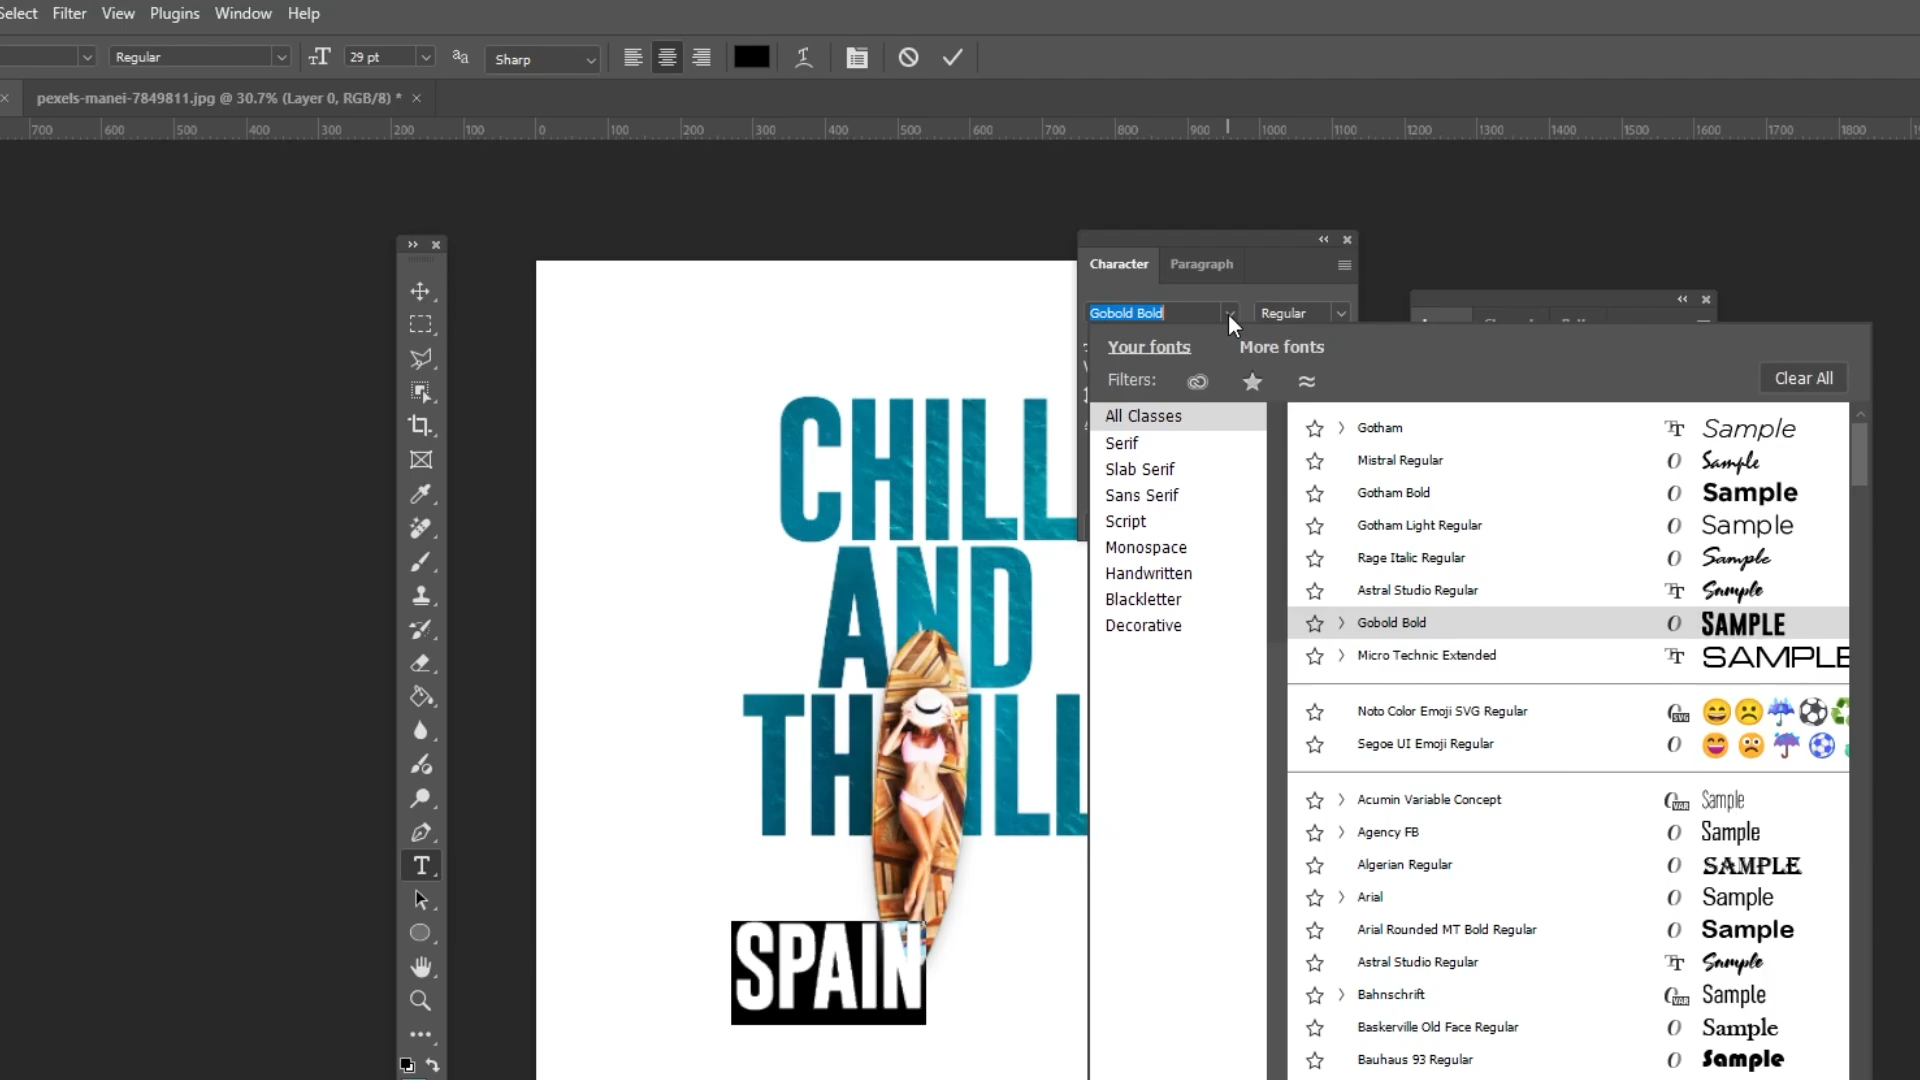 Select Filter View Plugins Window Help
Regular 29 pt aa Sharp
pexels-manei-7849811.jpg @ 30.7% (Layer 0, RGB/8) *
700 600 500 400 300 200 100 0 100 200 300 400 500 600 700 800 900 1000 1100 1200 1300 1400 1500 1600 1700 1800
Character Paragraph
Gobold Bold Regular
Your fonts More fonts
Filters: Clear All
All Classes
Serif
Slab Serif
Sans Serif
Script
Monospace
Handwritten
Blackletter
Decorative
Gotham Sample
Mistral Regular Sample
Gotham Bold Sample
Gotham Light Regular Sample
Rage Italic Regular Sample
Astral Studio Regular Sample
Gobold Bold SAMPLE
Micro Technic Extended SAMPLE
Noto Color Emoji SVG Regular
Segoe UI Emoji Regular
Acumin Variable Concept Sample
Agency FB Sample
Algerian Regular SAMPLE
Arial Sample
Arial Rounded MT Bold Regular Sample
Astral Studio Regular Sample
Bahnschrift Sample
Baskerville Old Face Regular Sample
Bauhaus 93 Regular Sample
CHILL
AND
THILL
SPAIN